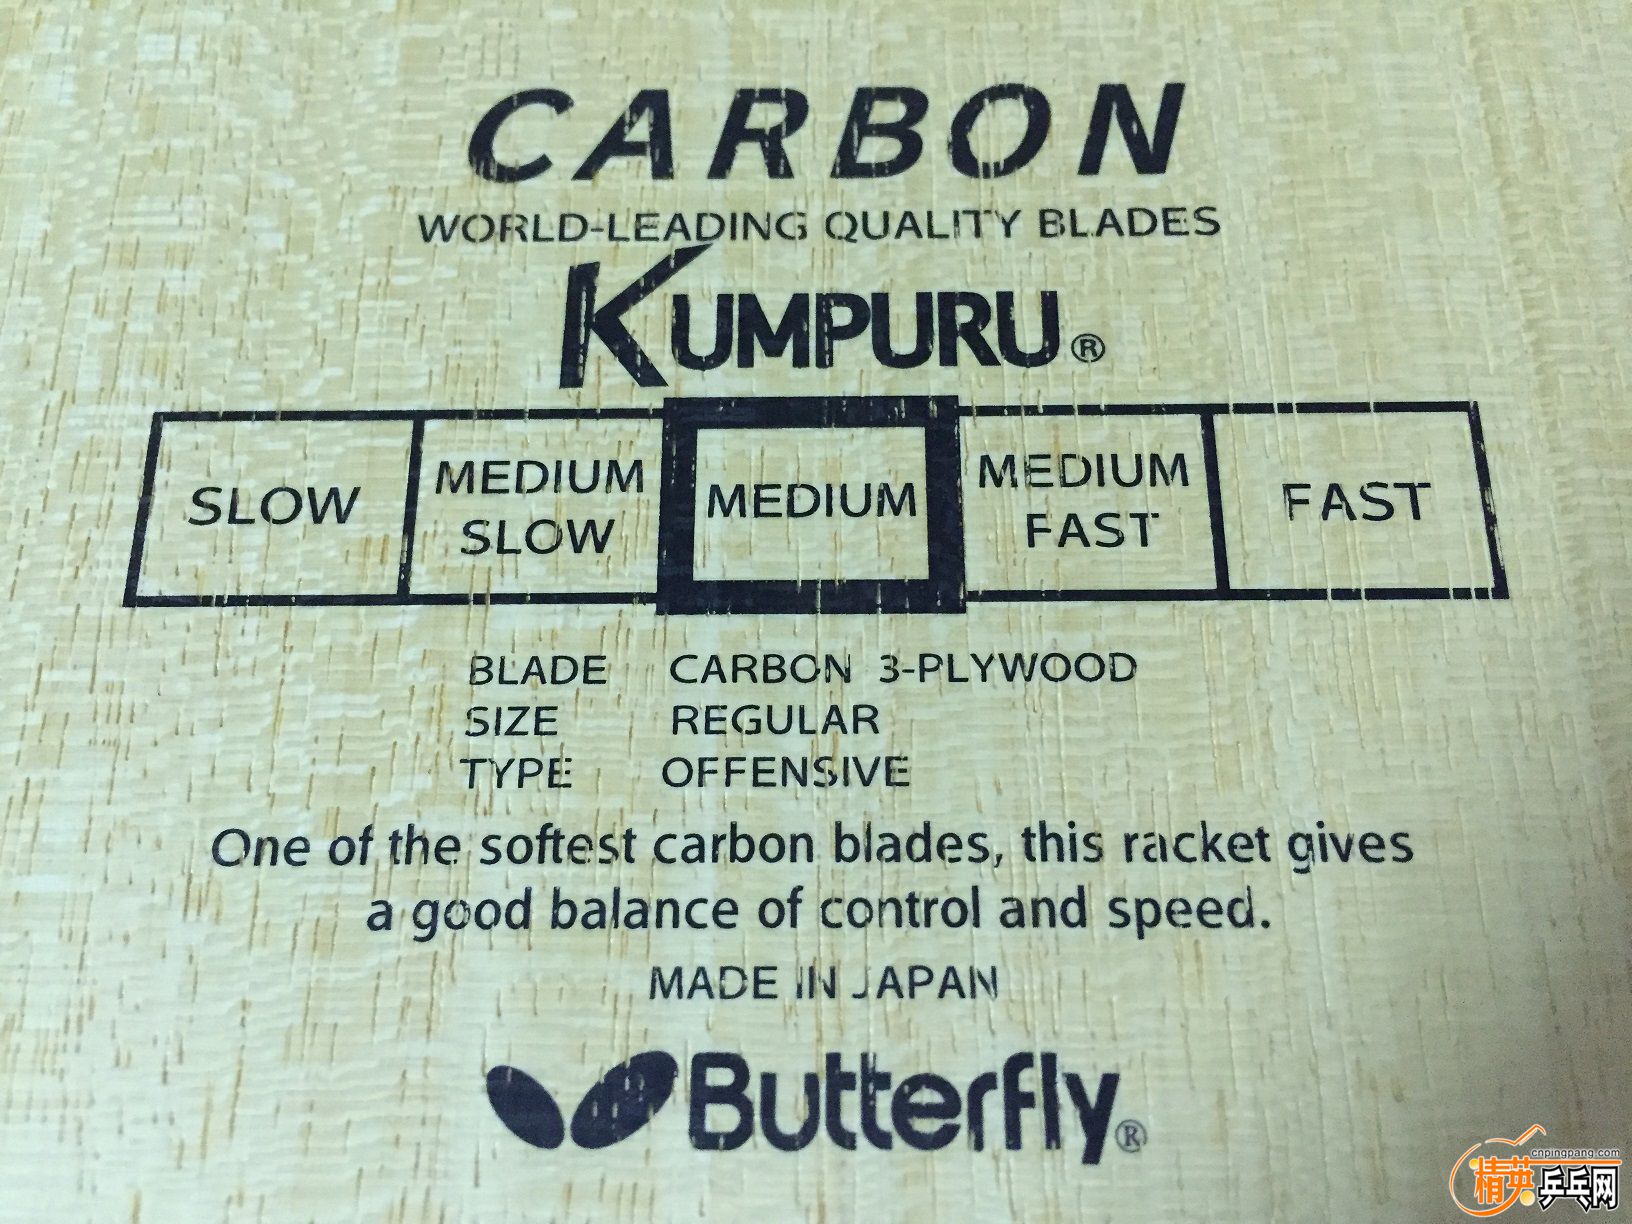 CARBON
WORLD-LEADING QUALITY BLADES
KUMPURU®
SLOW
MEDIUM SLOW
MEDIUM
MEDIUM FAST
FAST
BLADE CARBON 3-PLYWOOD
SIZE REGULAR
TYPE OFFENSIVE
One of the softest carbon blades, this racket gives
a good balance of control and speed.
MADE IN JAPAN
Butterfly®
cnpingpang.com
精英乒乓网